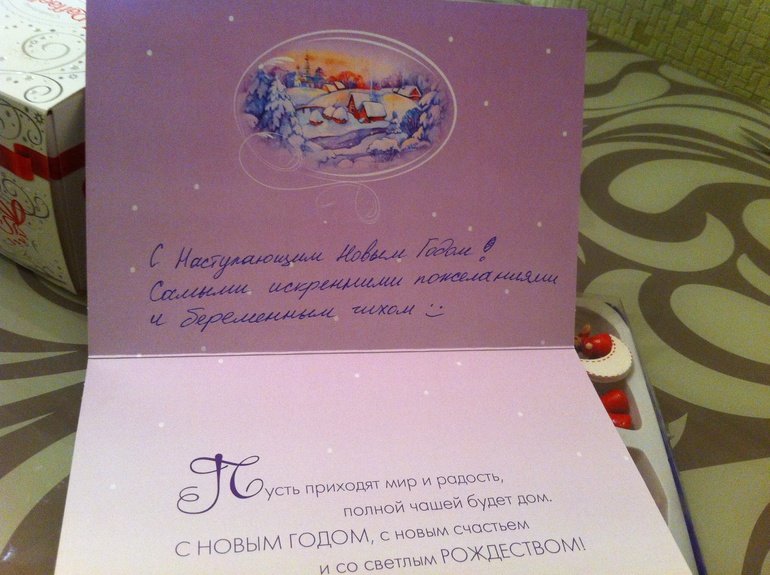 С Наступающим Новым Годом!
Самыми искренними пожеланиями
и беременным чихом :)
Пусть приходят мир и радость,
полной чашей будет дом.
С НОВЫМ ГОДОМ, с новым счастьем
и со светлым РОЖДЕСТВОМ!